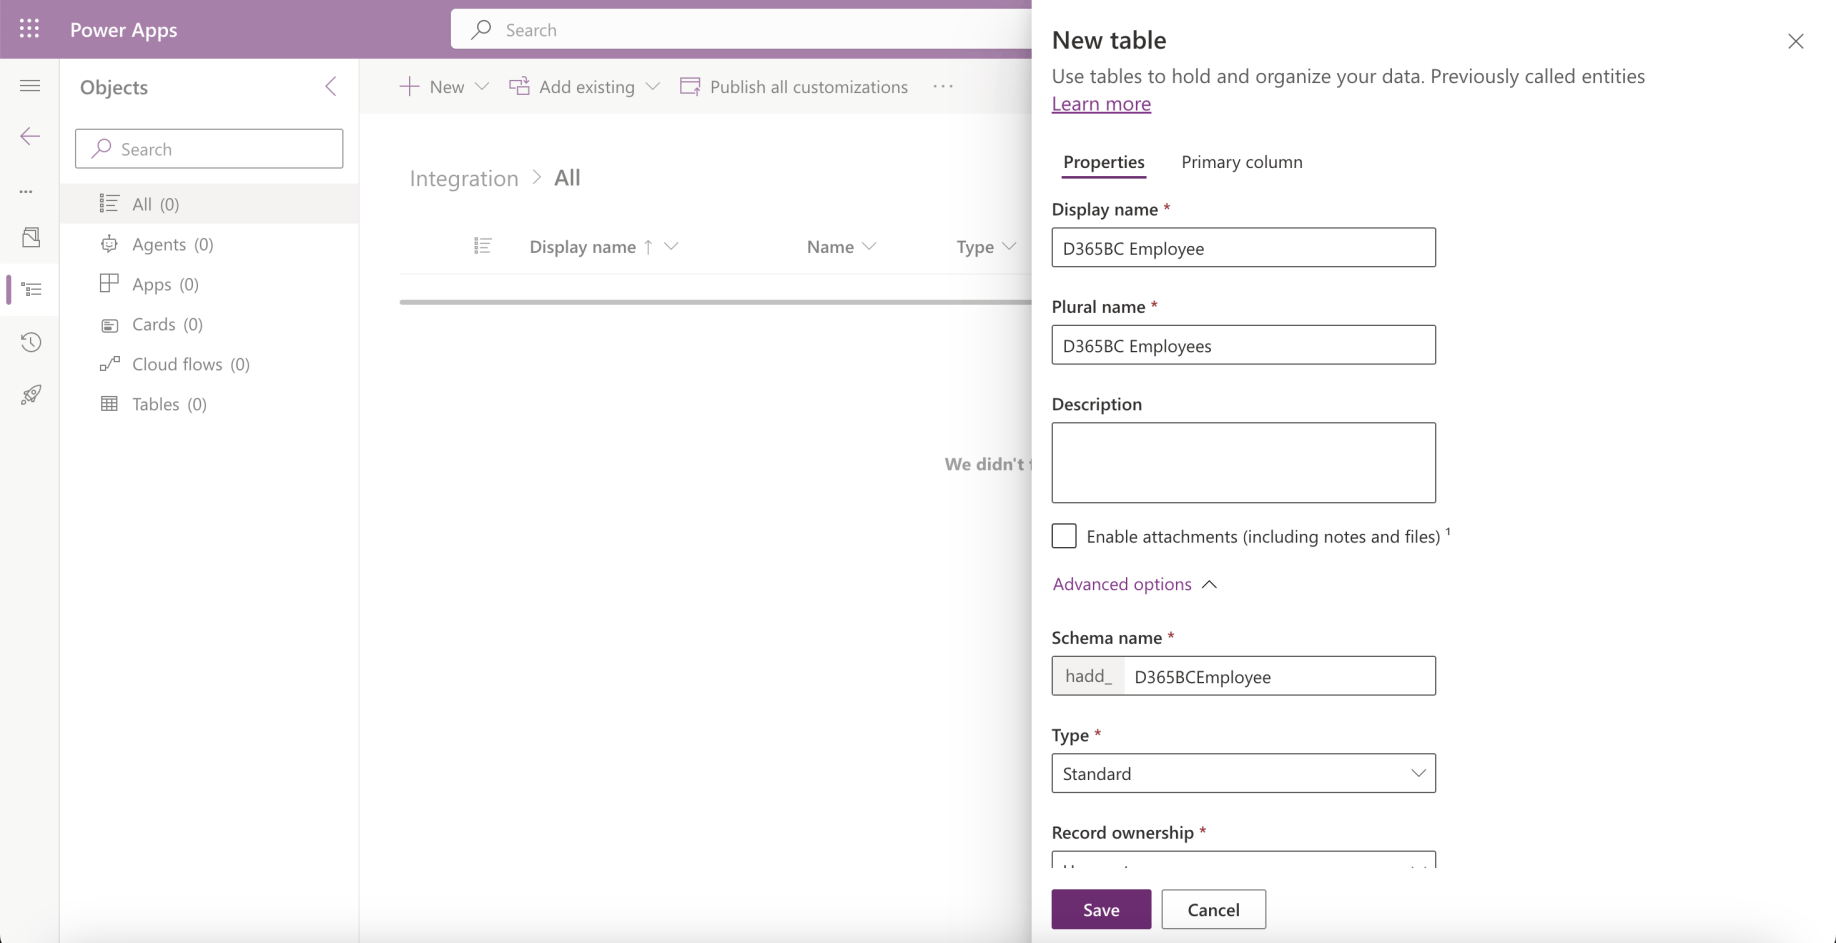 Power Apps
Search
Objects
Search
All (0)
Agents (0)
Apps (0)
Cards (0)
Cloud flows (0)
Tables (0)
New
Add existing
Publish all customizations
Integration > All
Display name ↑
Name
Type
We didn't
New table
Use tables to hold and organize your data. Previously called entities
Learn more
Properties
Primary column
Display name *
D365BC Employee
Plural name *
D365BC Employees
Description
Enable attachments (including notes and files) ¹
Advanced options
Schema name *
hadd_ D365BCEmployee
Type *
Standard
Record ownership *
Save
Cancel